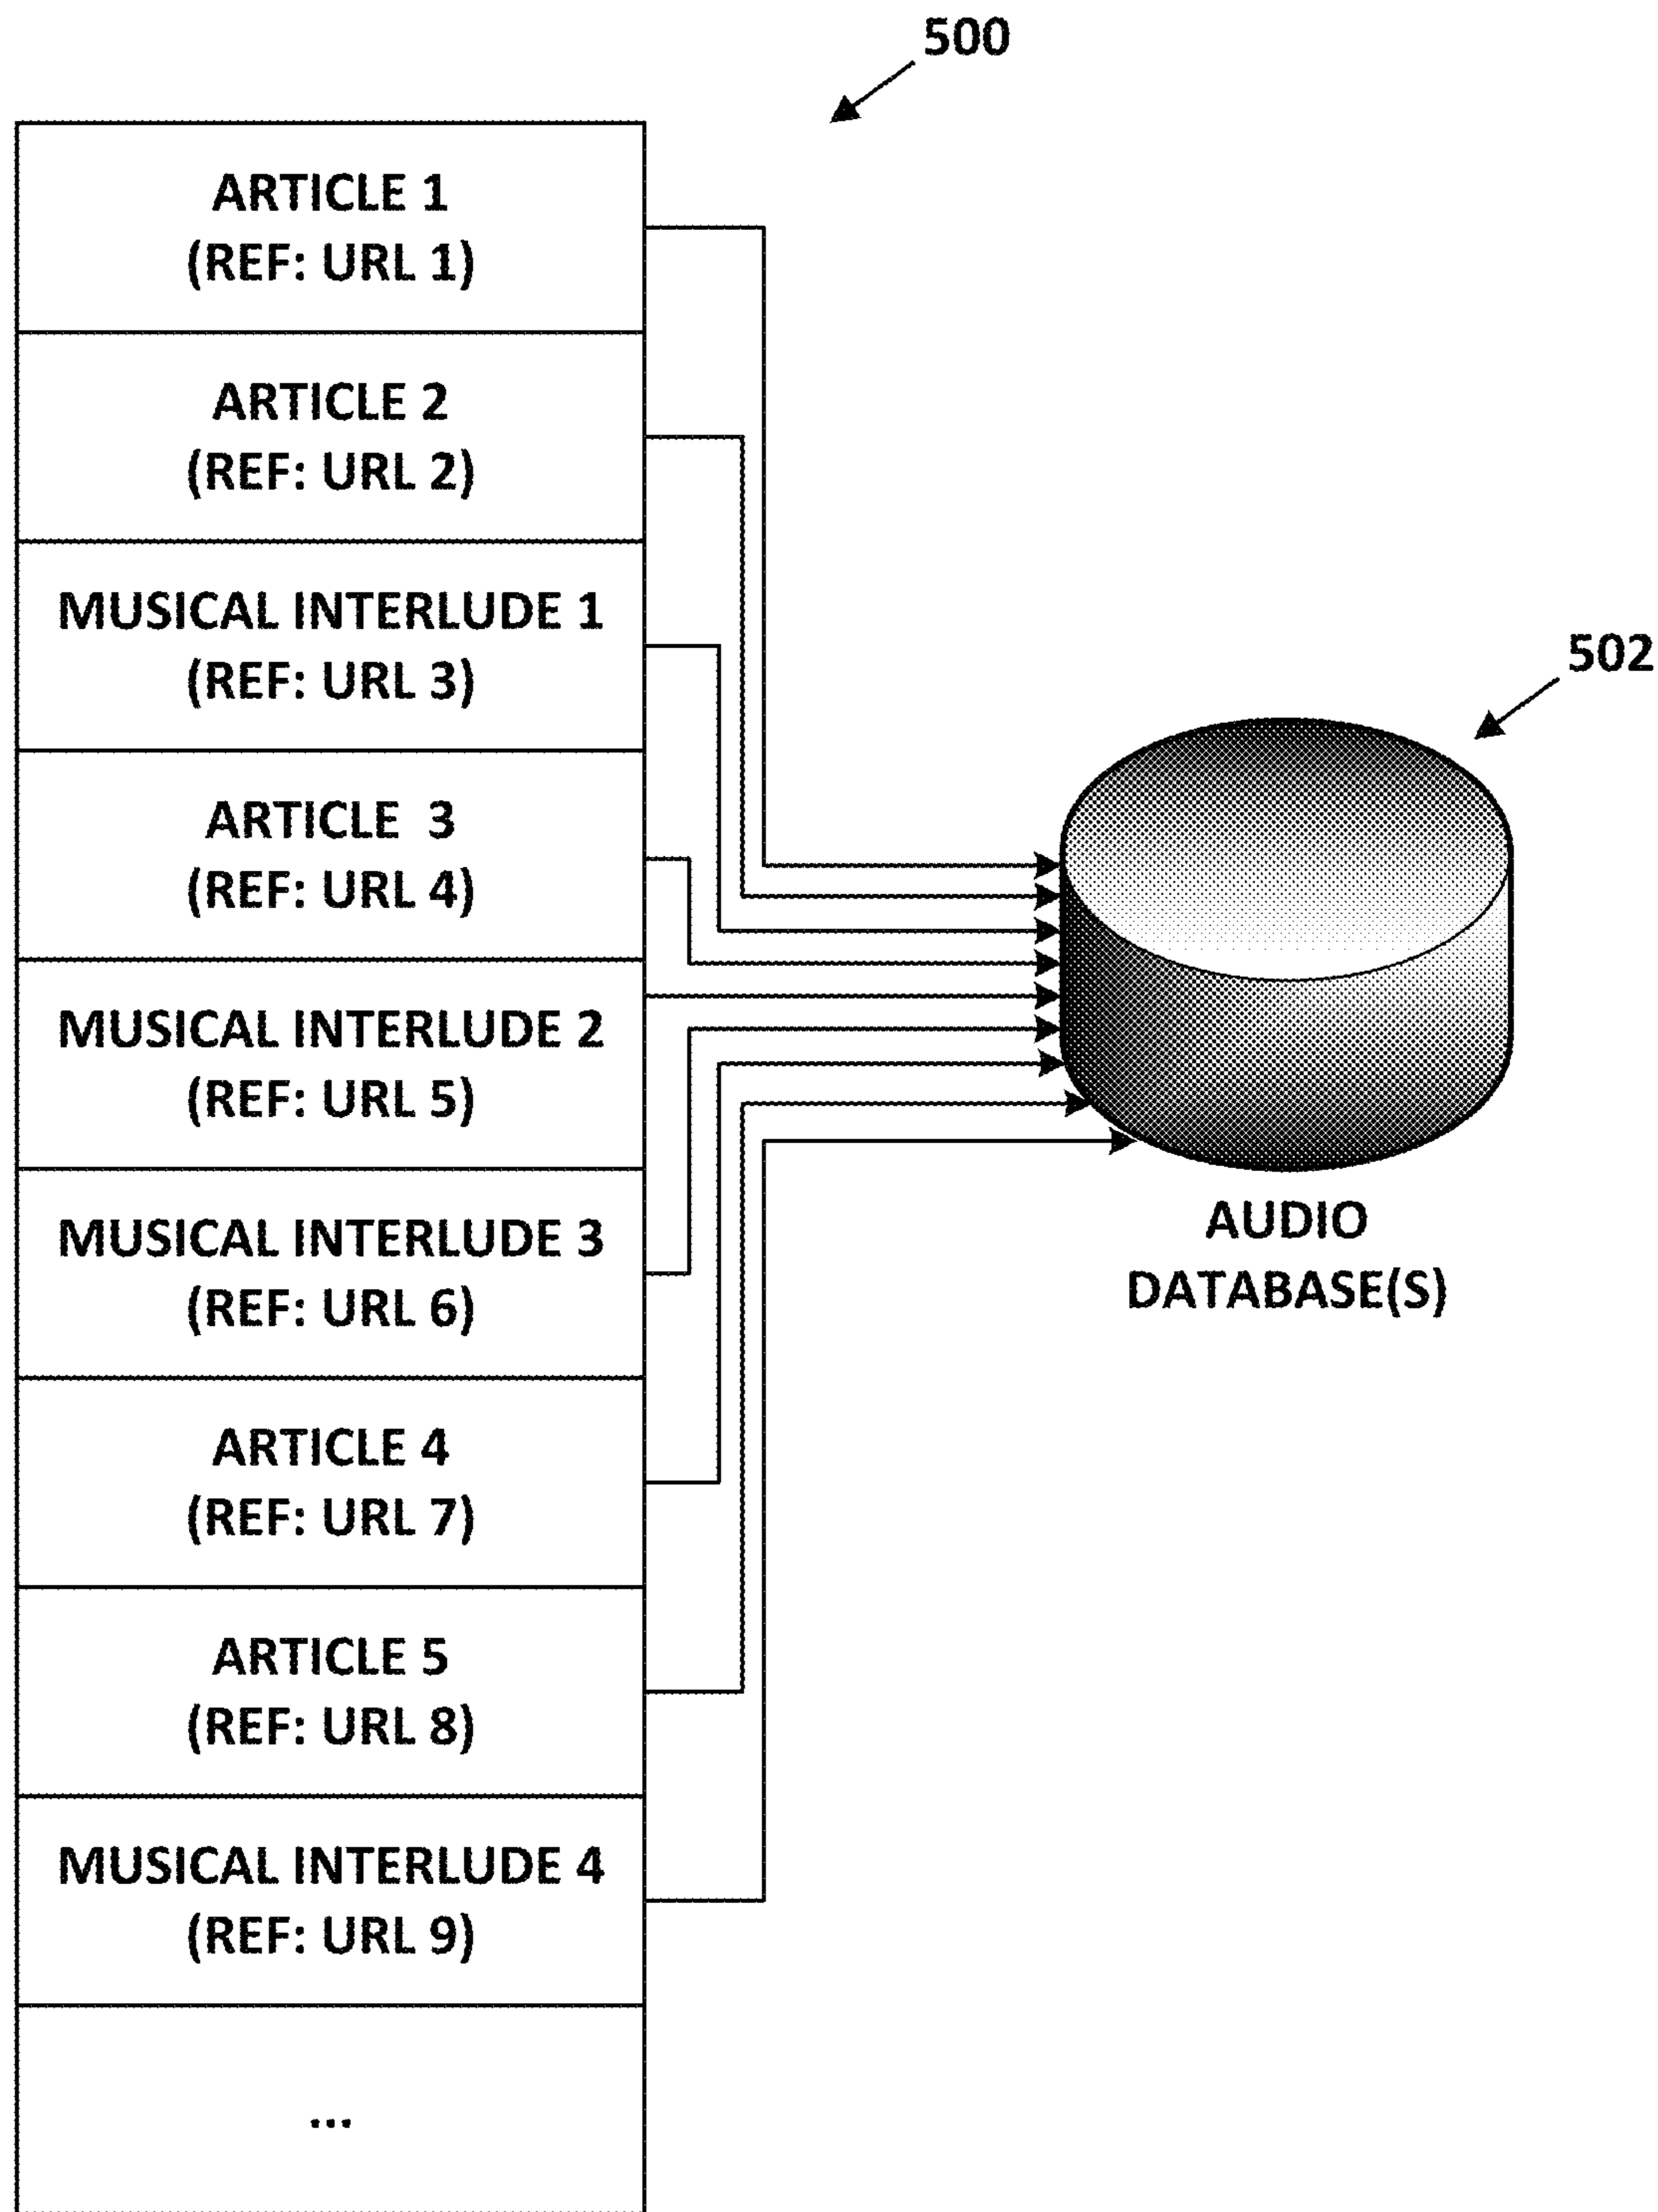 500
ARTICLE 1
(REF: URL 1)
ARTICLE 2
(REF: URL 2)
MUSICAL INTERLUDE 1
(REF: URL 3)
502
ARTICLE 3
(REF: URL 4)
MUSICAL INTERLUDE 2
(REF: URL 5)
MUSICAL INTERLUDE 3
(REF: URL 6)
AUDIO
DATABASE(S)
ARTICLE 4
(REF: URL 7)
ARTICLE 5
(REF: URL 8)
MUSICAL INTERLUDE 4
(REF: URL 9)
...